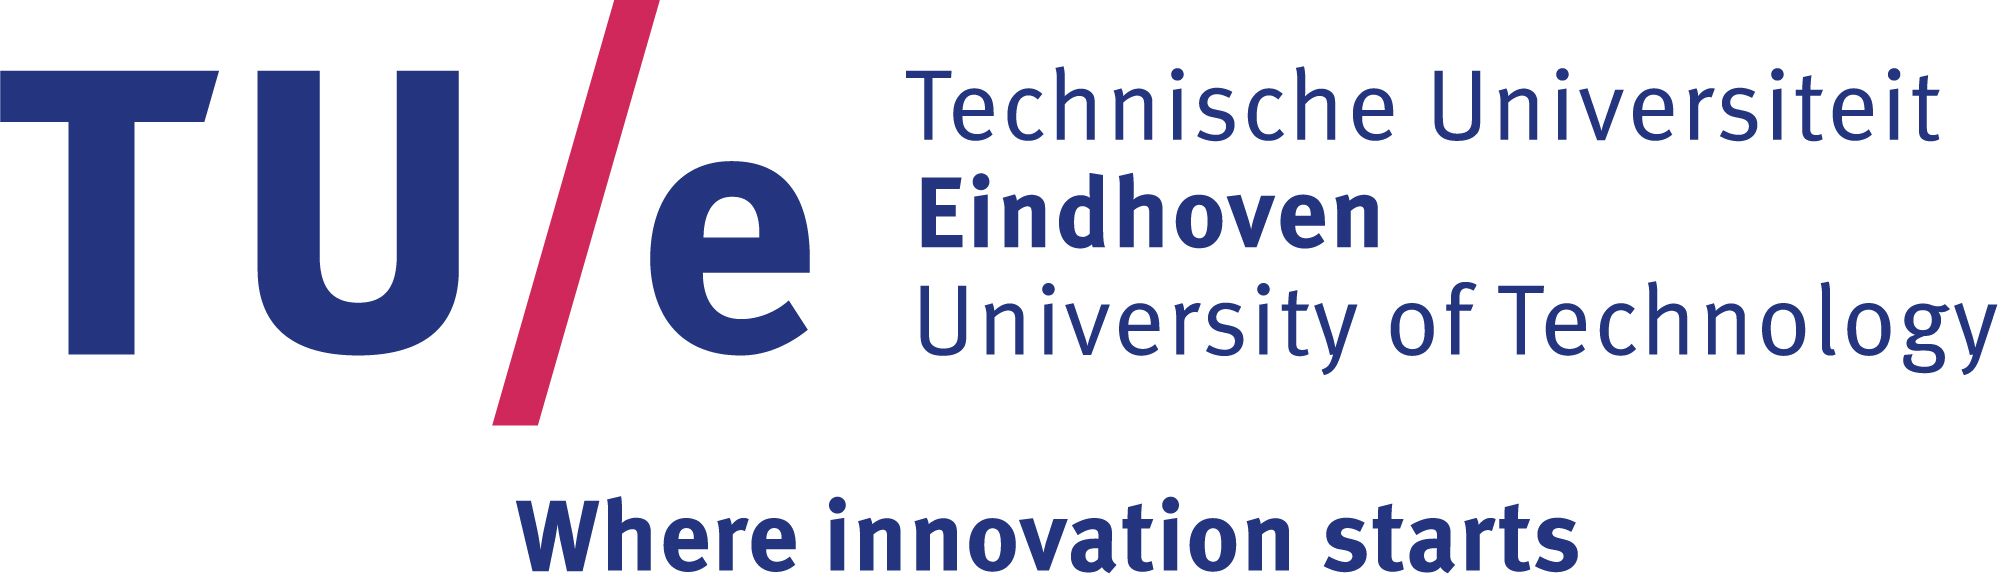 TU/e
Technische Universiteit
Eindhoven
University of Technology
Where innovation starts